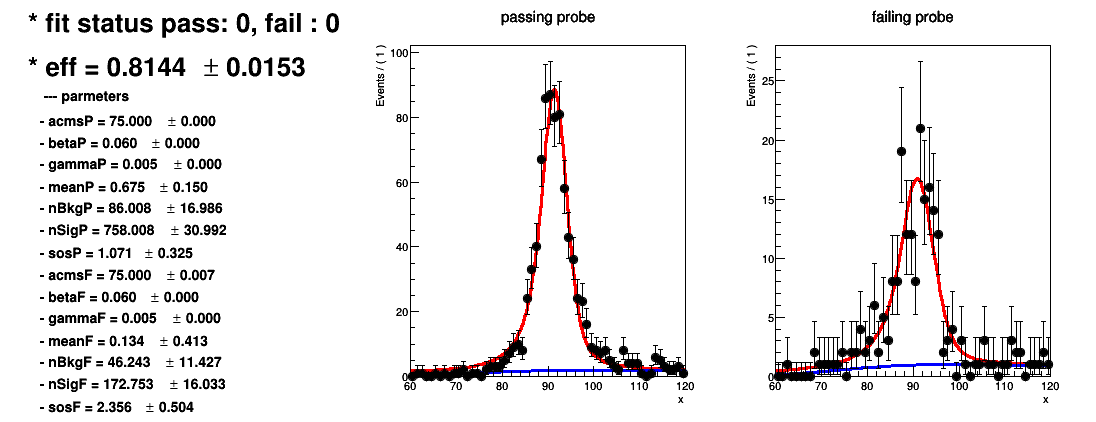 * fit status pass: 0, fail : 0
* eff = 0.8144 ± 0.0153
--- parmeters
- acmsP = 75.000 ± 0.000
- betaP = 0.060 ± 0.000
- gammaP = 0.005 ± 0.000
- meanP = 0.675 ± 0.150
- nBkgP = 86.008 ± 16.986
- nSigP = 758.008 ± 30.992
- sosP = 1.071 ± 0.325
- acmsF = 75.000 ± 0.007
- betaF = 0.060 ± 0.000
- gammaF = 0.005 ± 0.000
- meanF = 0.134 ± 0.413
- nBkgF = 46.243 ± 11.427
- nSigF = 172.753 ± 16.033
- sosF = 2.356 ± 0.504
passing probe
Events / ( 1 )
100
80
60
40
20
0
60 70 80 90 100 110 120
x
failing probe
Events / ( 1 )
25
20
15
10
5
0
60 70 80 90 100 110 120
x